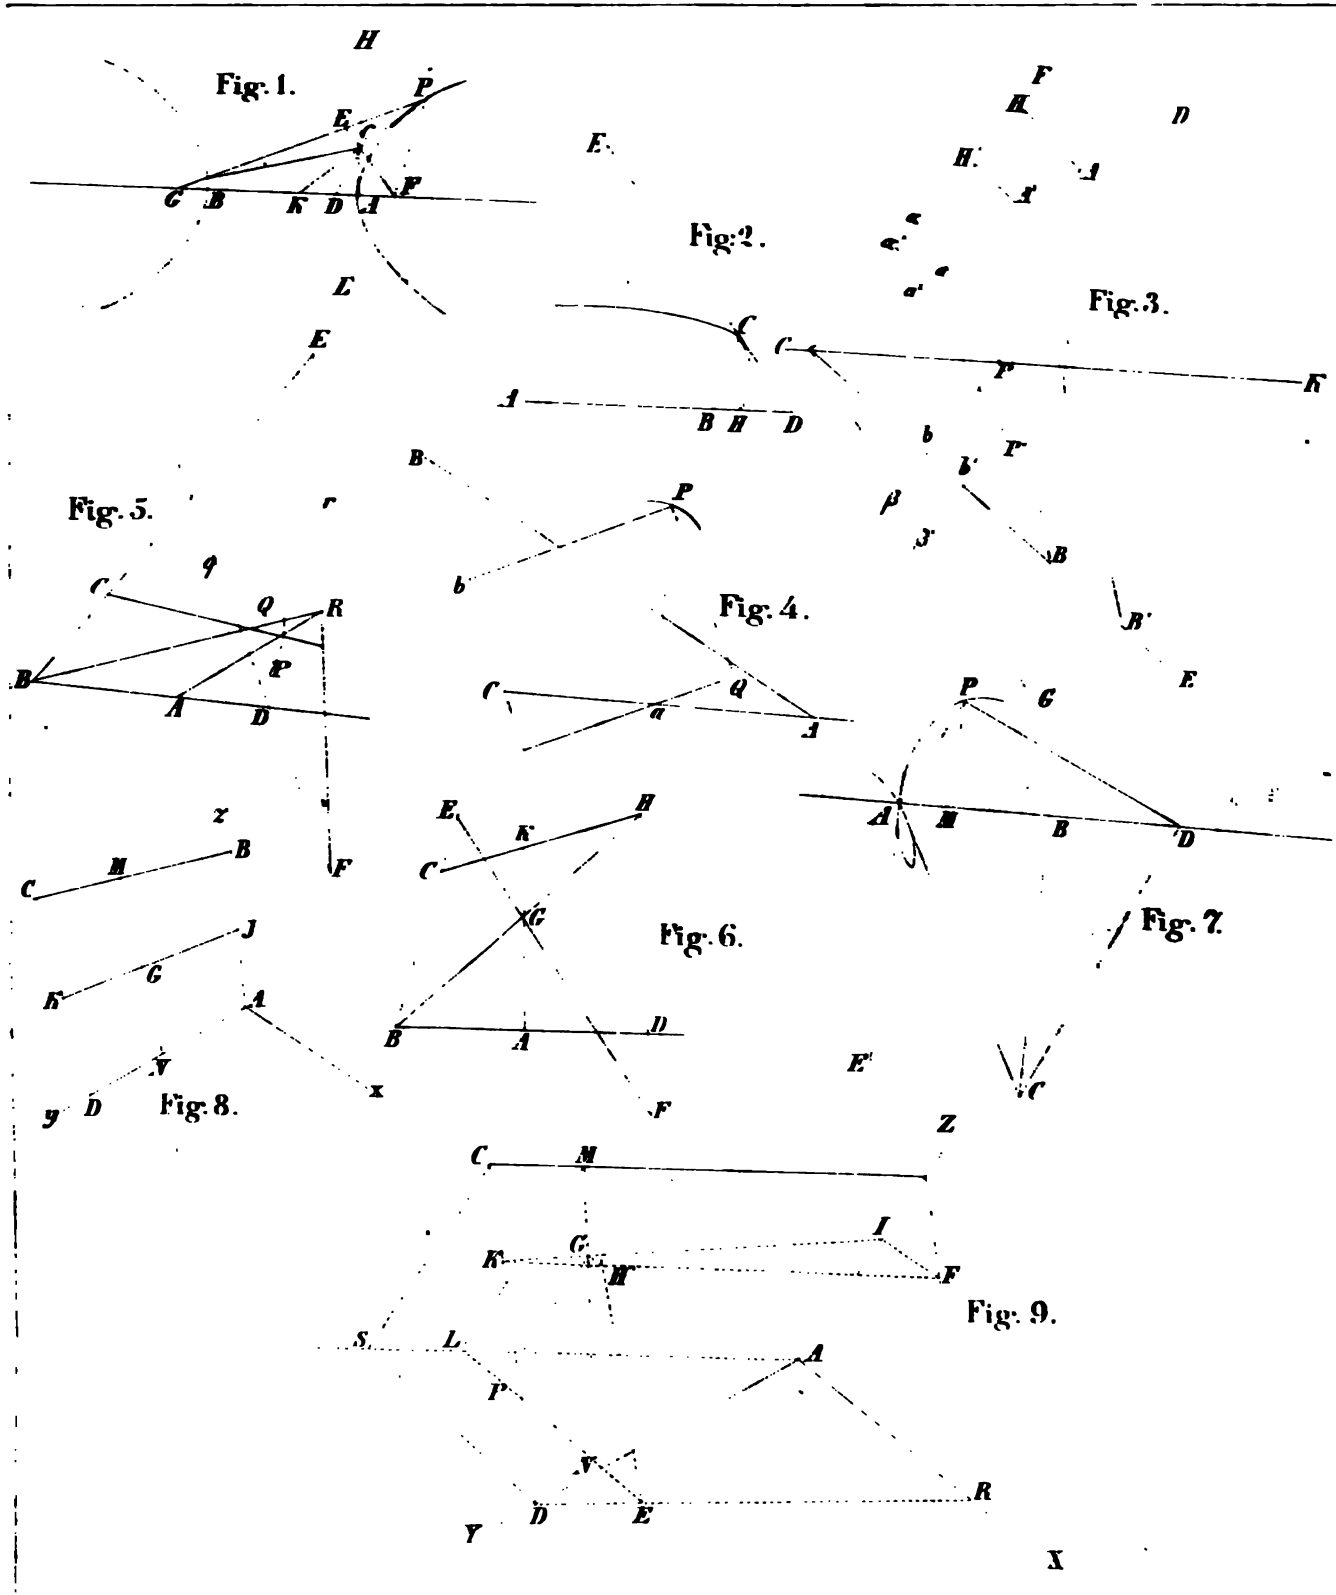 H
Fig. 1.
P
E
C
G B K D A F
L
E
Fig. 2.
C
A B H D
F
H
D
H'
A
A'
a
a'
a
a'
Fig. 3.
C
P
K
b
P'
b'
β
B
B'
E
E
Fig. 5.
r
q
C
Q R
P
B
A D
F
B
P
b
Fig. 4.
C
Q
a
A
P G
A M B D
Fig. 7.
E'
C
z
B
M
C
J
G
K
A
N
y D
x
Fig. 8.
E
K
H
C
G
Fig. 6.
B A D
F
Z
C M
I
K G
H F
Fig. 9.
S L A
P
N
D E R
Y
X